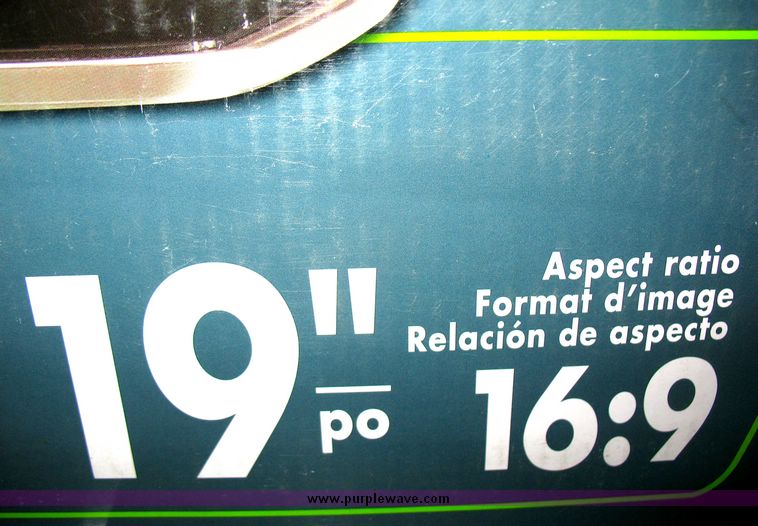 19"
po
Aspect ratio
Format d'image
Relación de aspecto
16:9
www.purplewave.com